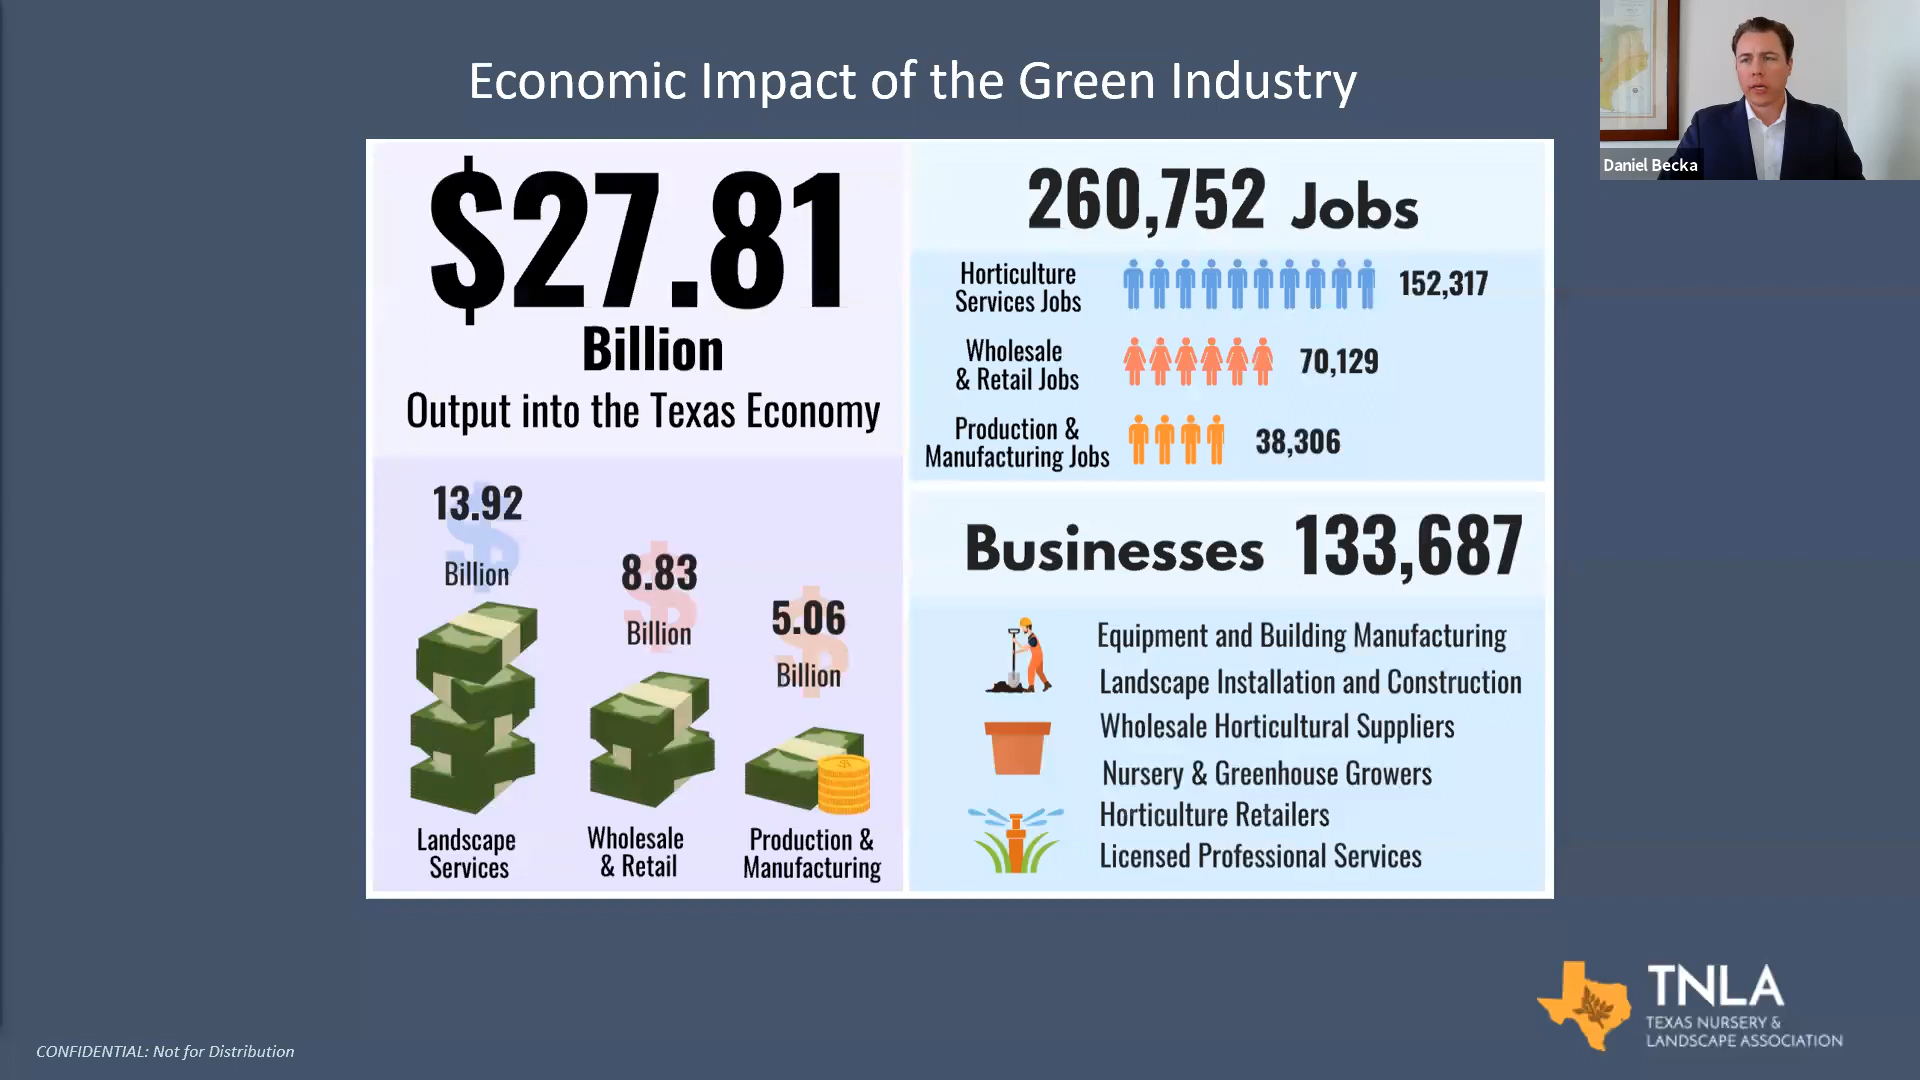 Economic Impact of the Green Industry
Daniel Becka
$27.81
Billion
Output into the Texas Economy
13.92
Billion
8.83
Billion
5.06
Billion
Landscape
Services
Wholesale
& Retail
Production &
Manufacturing
260,752 Jobs
Horticulture
Services Jobs
152,317
Wholesale
& Retail Jobs
70,129
Production &
Manufacturing Jobs
38,306
Businesses 133,687
Equipment and Building Manufacturing
Landscape Installation and Construction
Wholesale Horticultural Suppliers
Nursery & Greenhouse Growers
Horticulture Retailers
Licensed Professional Services
TNLA
TEXAS NURSERY &
LANDSCAPE ASSOCIATION
CONFIDENTIAL: Not for Distribution